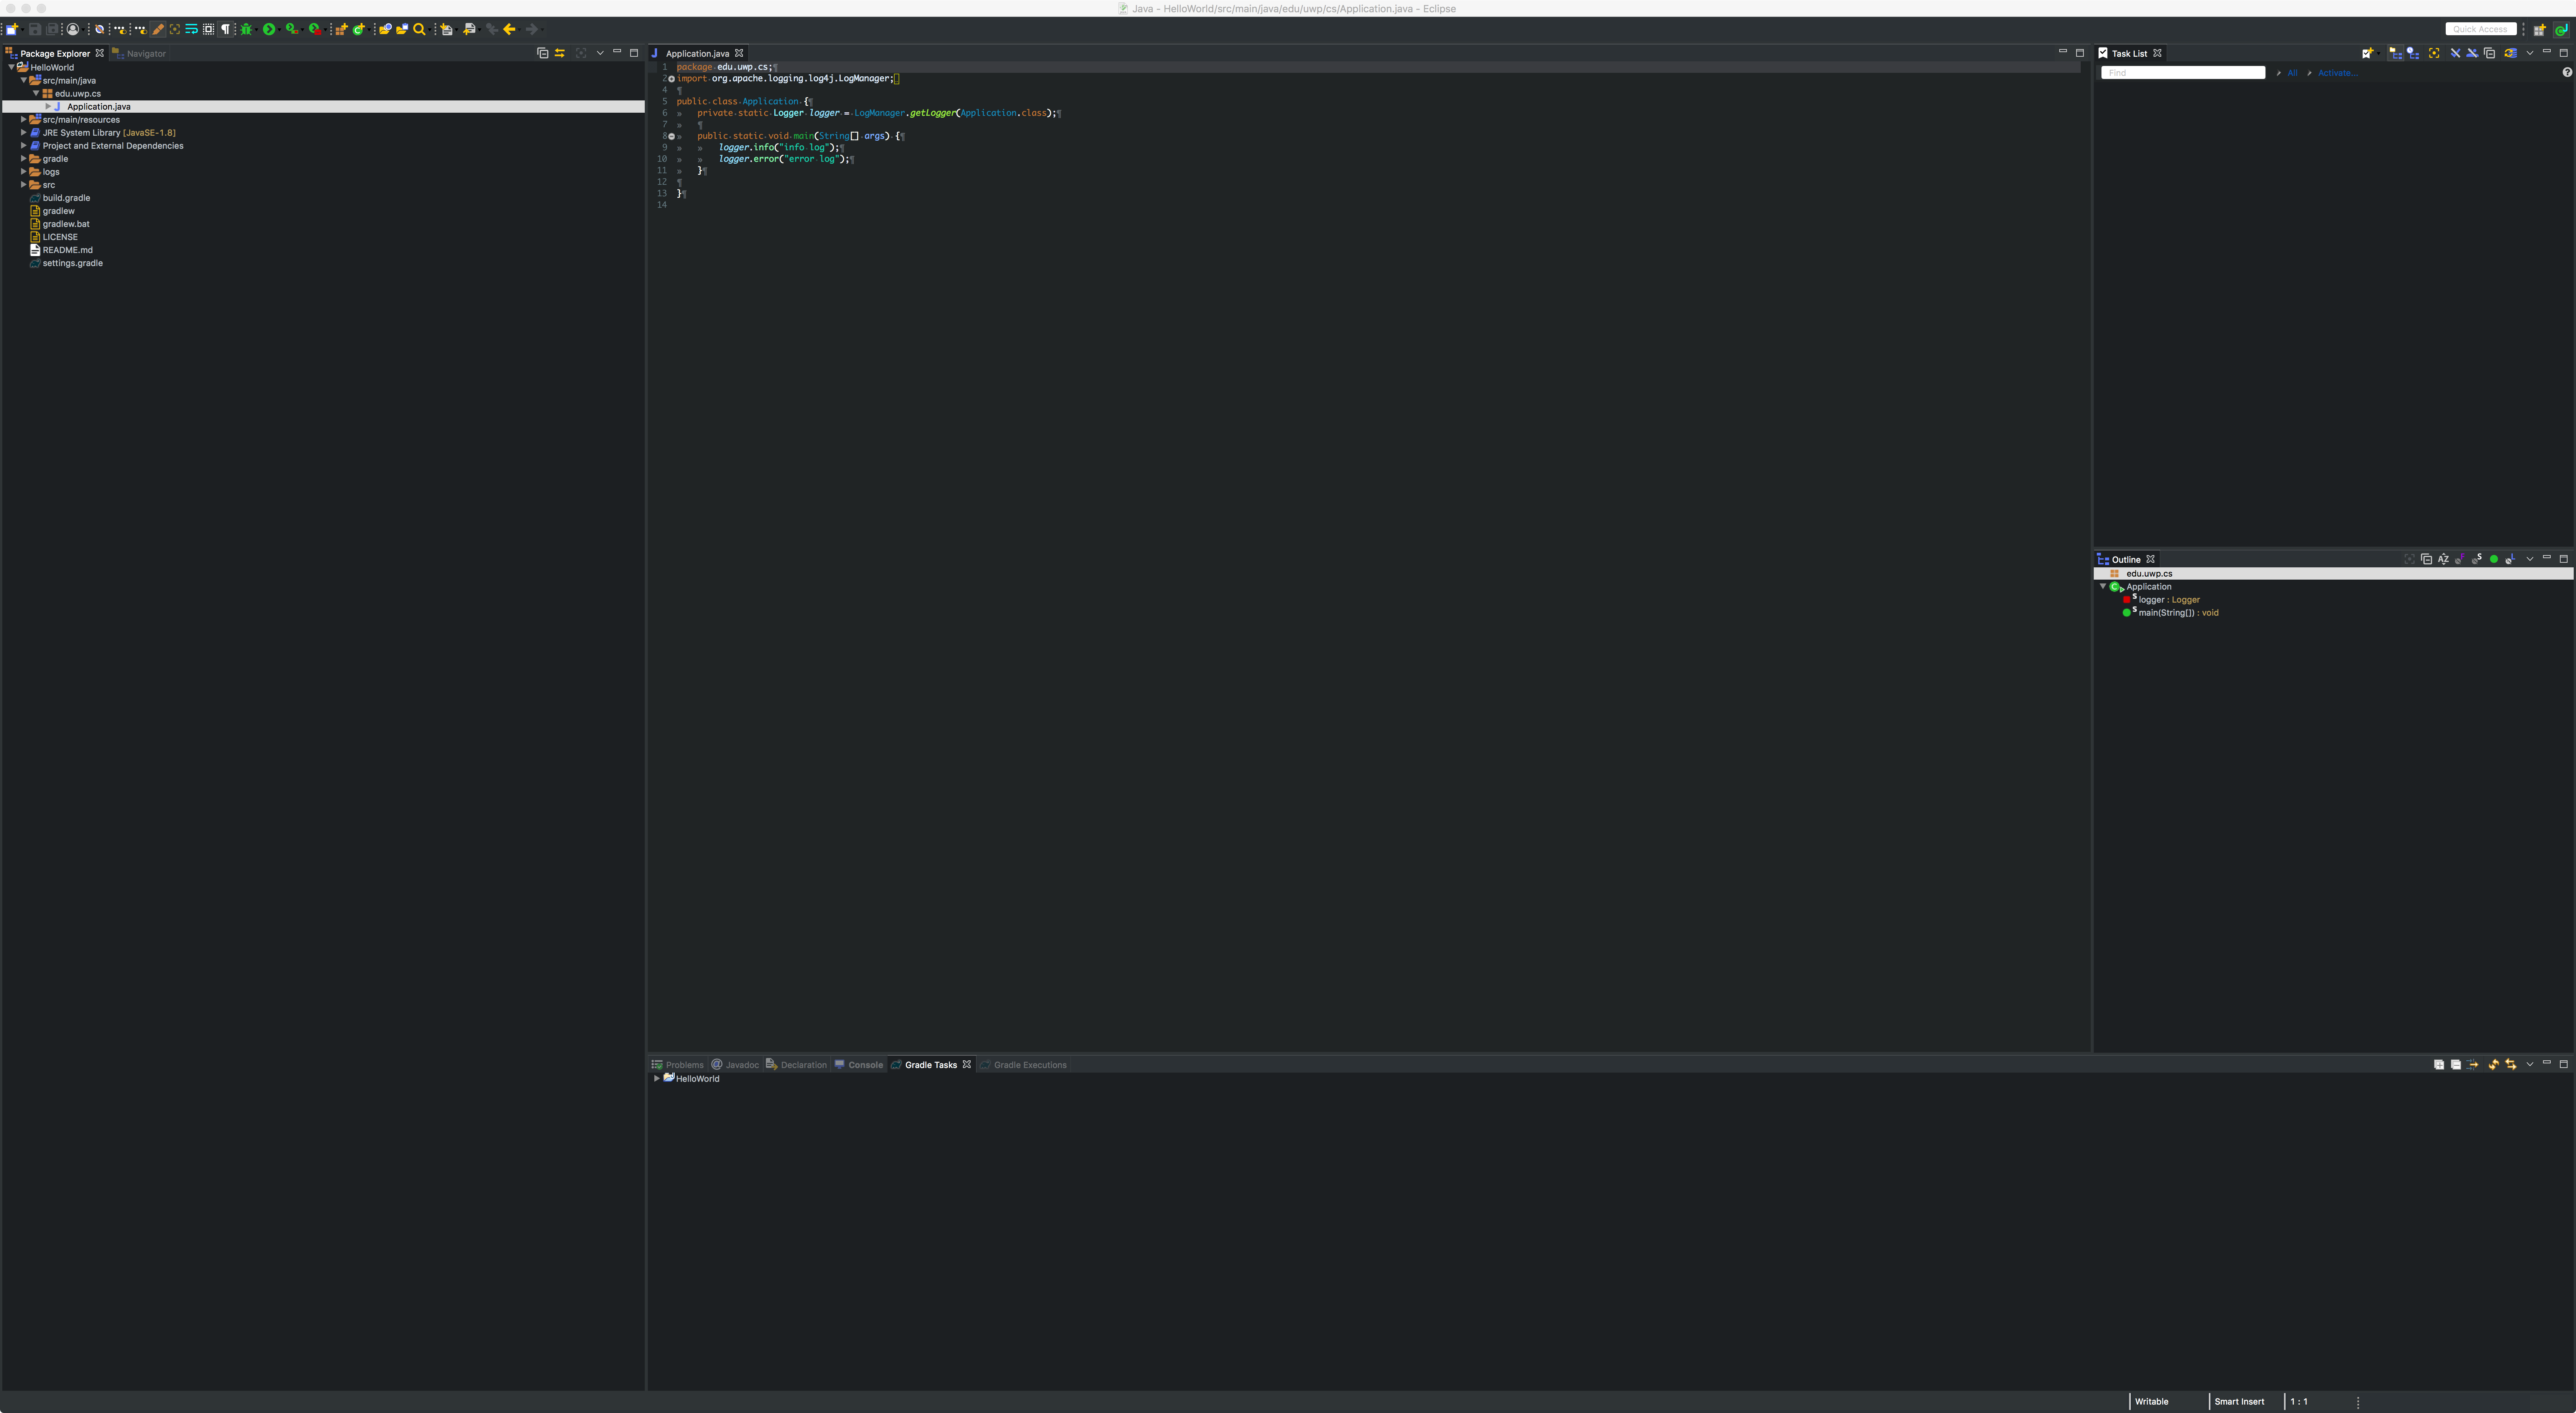 Java - HelloWorld/src/main/java/edu/uwp/cs/Application.java - Eclipse
Quick Access
Package Explorer
Navigator
HelloWorld
src/main/java
edu.uwp.cs
Application.java
src/main/resources
JRE System Library [JavaSE-1.8]
Project and External Dependencies
gradle
logs
src
build.gradle
gradlew
gradlew.bat
LICENSE
README.md
settings.gradle
Application.java
1 package edu.uwp.cs;¶
2 import org.apache.logging.log4j.LogManager;
4 ¶
5 public class Application {¶
6 » private static Logger logger = LogManager.getLogger(Application.class);¶
7 » ¶
8 » public static void main(String[] args) {¶
9 » » logger.info("info log");¶
10 » » logger.error("error log");¶
11 » }¶
12 ¶
13 }¶
14
Task List
Find
All
Activate...
Outline
edu.uwp.cs
Application
logger : Logger
main(String[]) : void
Problems
Javadoc
Declaration
Console
Gradle Tasks
Gradle Executions
HelloWorld
Writable
Smart Insert
1 : 1